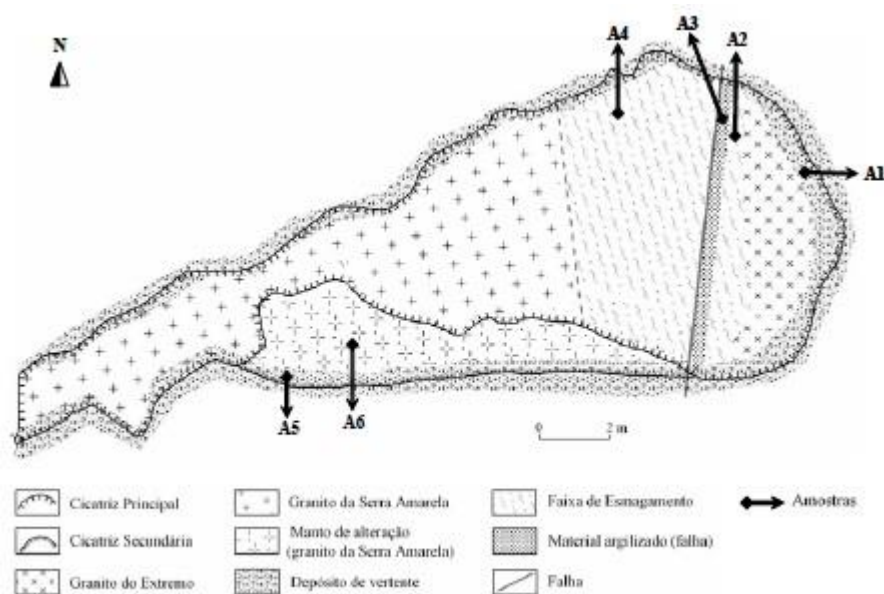 N
A4
A3
A2
A1
A5
A6
0 2 m
Cicatriz Principal
Granito da Serra Amarela
Faixa de Esmagamento
Amostras
Cicatriz Secundária
Manto de alteração
(granito da Serra Amarela)
Material argilizado (falha)
Granito do Extremo
Depósito de vertente
Falha